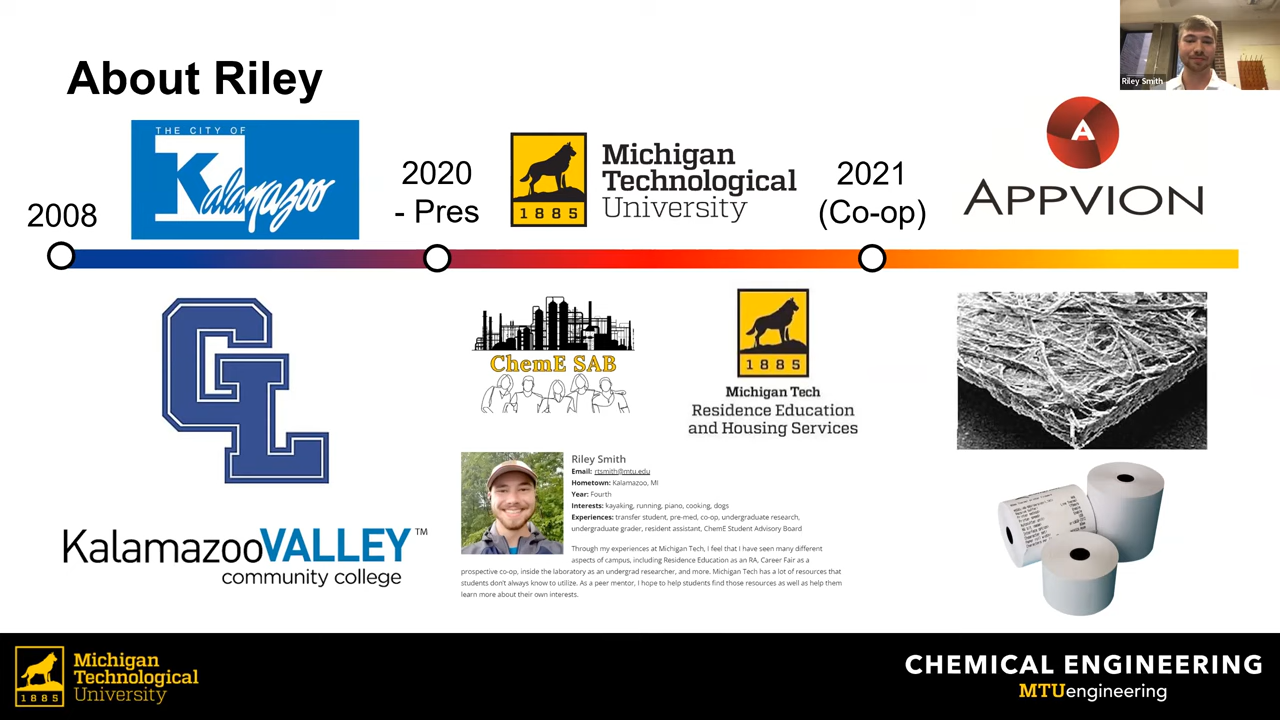 Riley Smith
About Riley
2008
THE CITY OF
Kalamazoo
2020
- Pres
1885
Michigan
Technological
University
2021
(Co-op)
A
APPVION
GL
KalamazooVALLEY™
community college
ChemE SAB
1885
Michigan Tech
Residence Education
and Housing Services
Riley Smith
Email: rtsmith@mtu.edu
Hometown: Kalamazoo, MI
Year: Fourth
Interests: kayaking, running, piano, cooking, dogs
Experiences: transfer student, pre-med, co-op, undergraduate research,
undergraduate grader, resident assistant, ChemE Student Advisory Board
Through my experiences at Michigan Tech, I feel that I have seen many different
aspects of campus, including Residence Education as an RA, Career Fair as a
prospective co-op, inside the laboratory as an undergrad researcher, and more. Michigan Tech has a lot of resources that
students don't always know to utilize. As a peer mentor, I hope to help students find those resources as well as help them
learn more about their own interests.
1885
Michigan
Technological
University
CHEMICAL ENGINEERING
MTUengineering